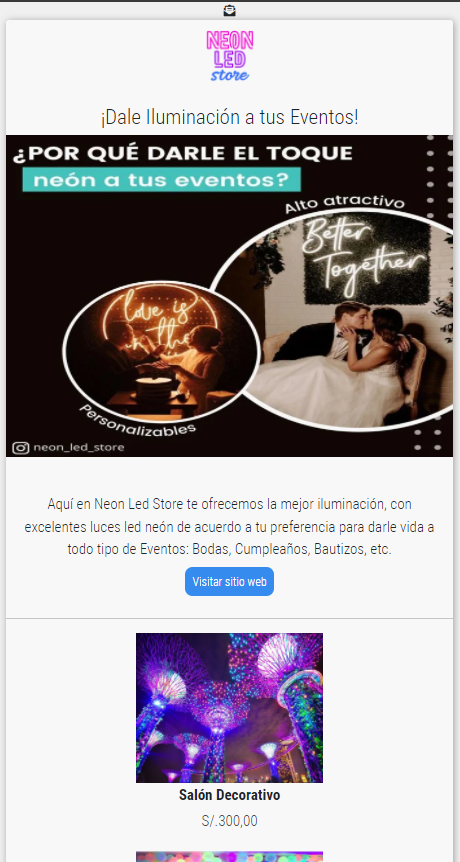 NEON
LED
store
¡Dale Iluminación a tus Eventos!
¿POR QUÉ DARLE EL TOQUE
neón a tus eventos?
Alto atractivo
Better
Together
love is
in the
Personalizables
neon_led_store
Aquí en Neon Led Store te ofrecemos la mejor iluminación, con
excelentes luces led neón de acuerdo a tu preferencia para darle vida a
todo tipo de Eventos: Bodas, Cumpleaños, Bautizos, etc.
Visitar sitio web
Salón Decorativo
S/.300,00